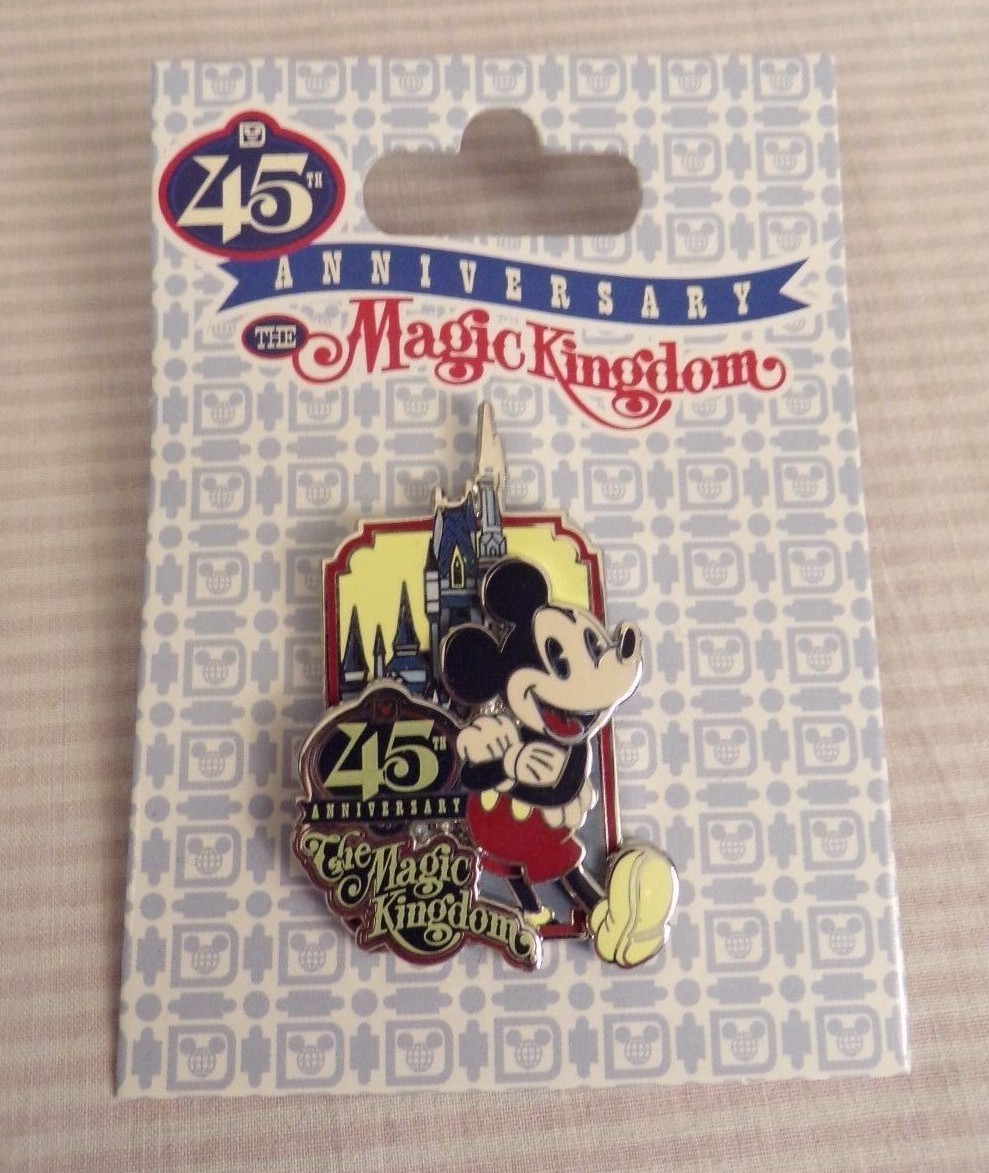 45TH
ANNIVERSARY
THE Magic Kingdom
45TH
ANNIVERSARY
The Magic
Kingdom